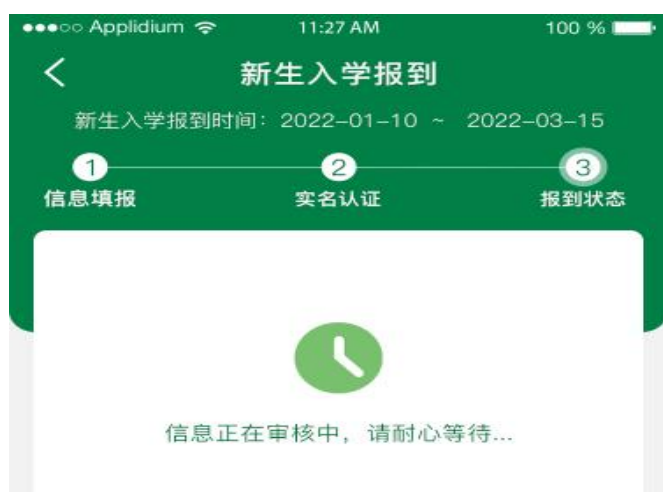 Applidium 11:27 AM 100 %
新生入学报到
新生入学报到时间：2022-01-10 ~ 2022-03-15
1 2 3
信息填报 实名认证 报到状态
信息正在审核中，请耐心等待...